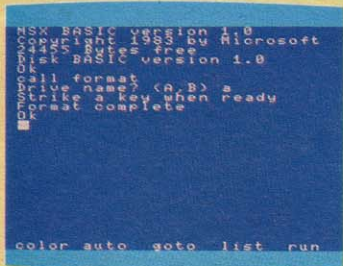 MSX BASIC version 1.0
Copyright 1983 by Microsoft
24455 Bytes free
Disk BASIC version 1.0
Ok
call format
Drive name? (A,B) a
Strike a key when ready
Format complete
Ok
color auto goto list run